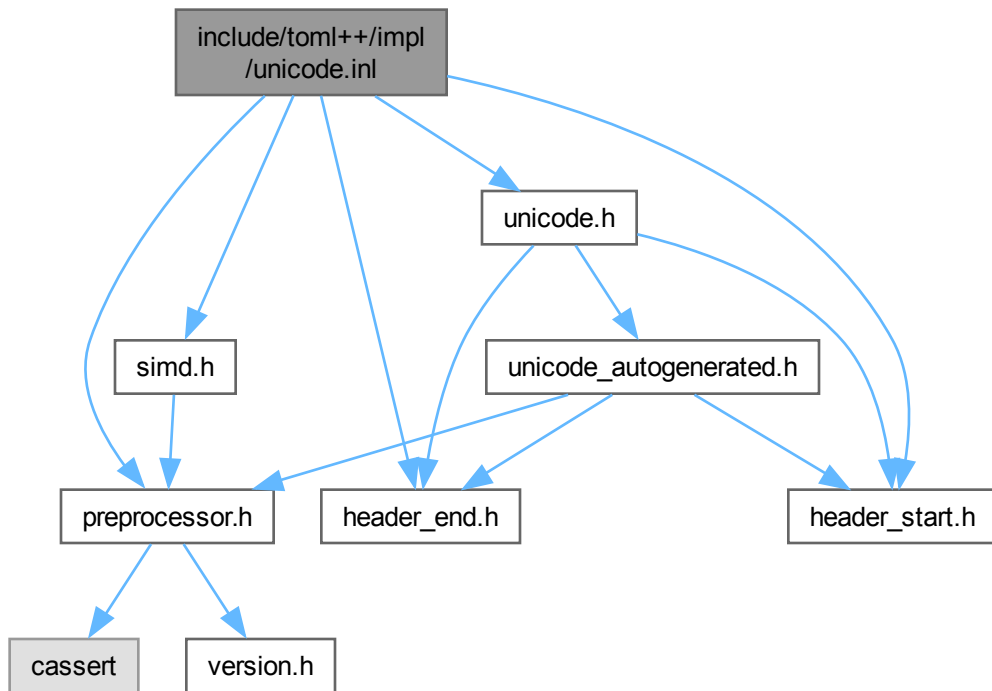 include/toml++/impl
/unicode.inl
unicode.h
simd.h
unicode_autogenerated.h
preprocessor.h
header_end.h
header_start.h
cassert
version.h